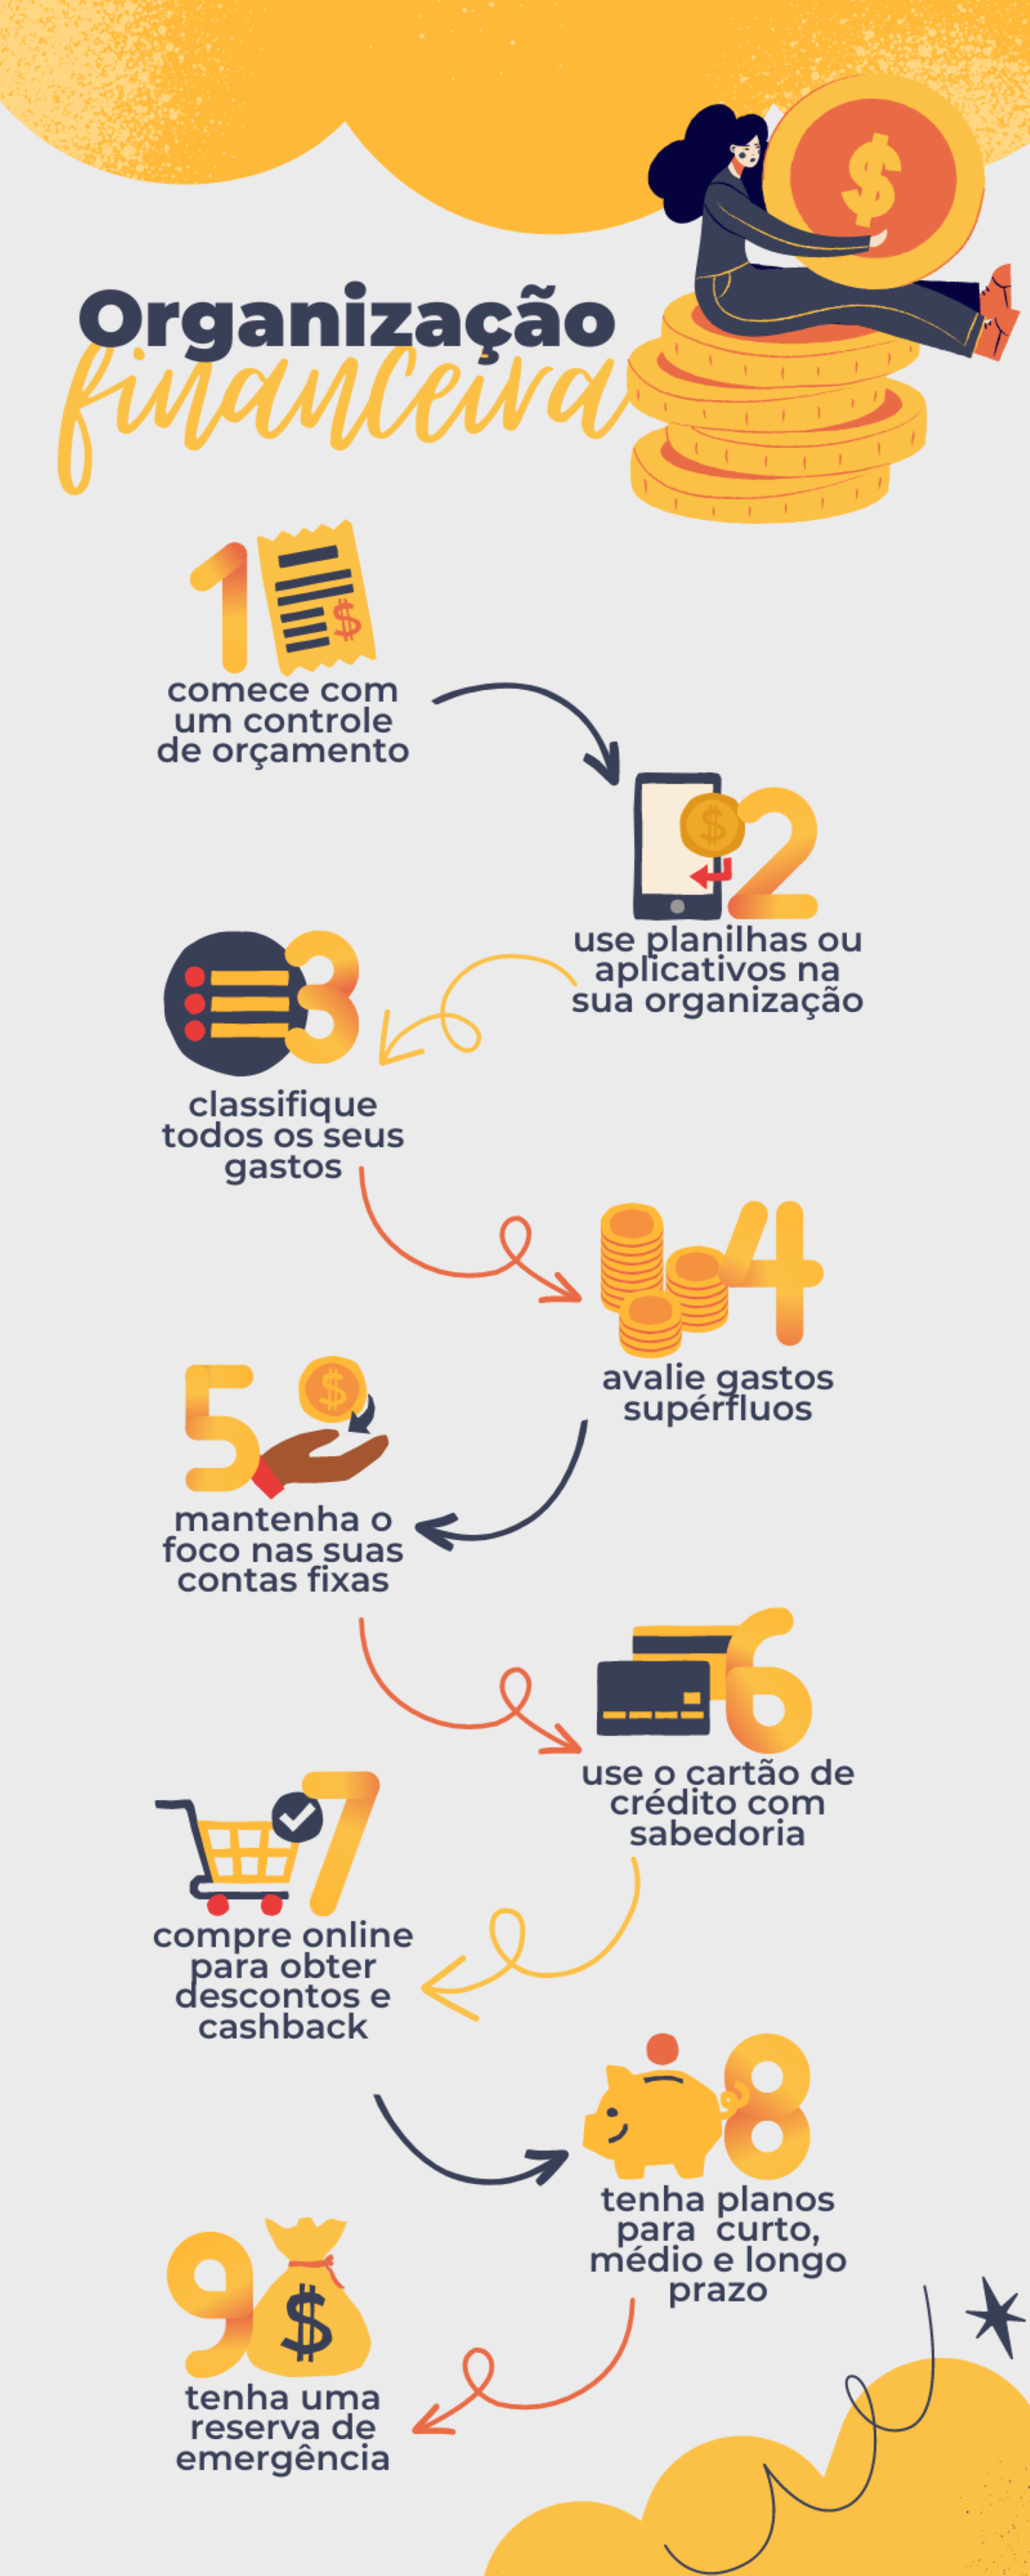 Organização
financeira
1
$
comece com
um controle
de orçamento
$
2
use planilhas ou
aplicativos na
sua organização
3
classifique
todos os seus
gastos
4
avalie gastos
supérfluos
5
$
mantenha o
foco nas suas
contas fixas
6
use o cartão de
crédito com
sabedoria
7
compre online
para obter
descontos e
cashback
8
tenha planos
para  curto,
médio e longo
prazo
9
$
tenha uma
reserva de
emergência